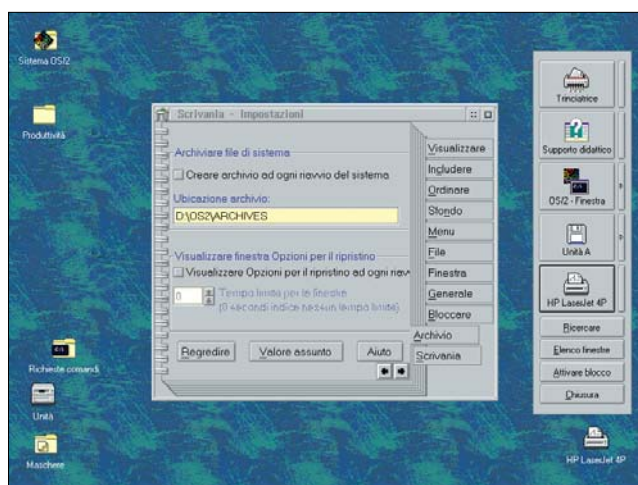 Sistema OS/2
Produttività
Richieste comandi
Unità
Maschere
Scrivania - Impostazioni
Archiviare file di sistema
Creare archivio ad ogni riavvio del sistema
Ubicazione archivio:
D:\OS2\ARCHIVES
Visualizzare finestra Opzioni per il ripristino
Visualizzare Opzioni per il ripristino ad ogni riav
0
Tempo limite per le finestre
(0 secondi indica nessun tempo limite)
Regredire
Valore assunto
Aiuto
Visualizzare
Includere
Ordinare
Sfondo
Menu
File
Finestra
Generale
Bloccare
Archivio
Scrivania
Trinciatrice
Supporto didattico
OS/2 - Finestra
Unità A
HP LaserJet 4P
Ricercare
Elenco finestre
Attivare blocco
Chiusura
HP LaserJet 4P